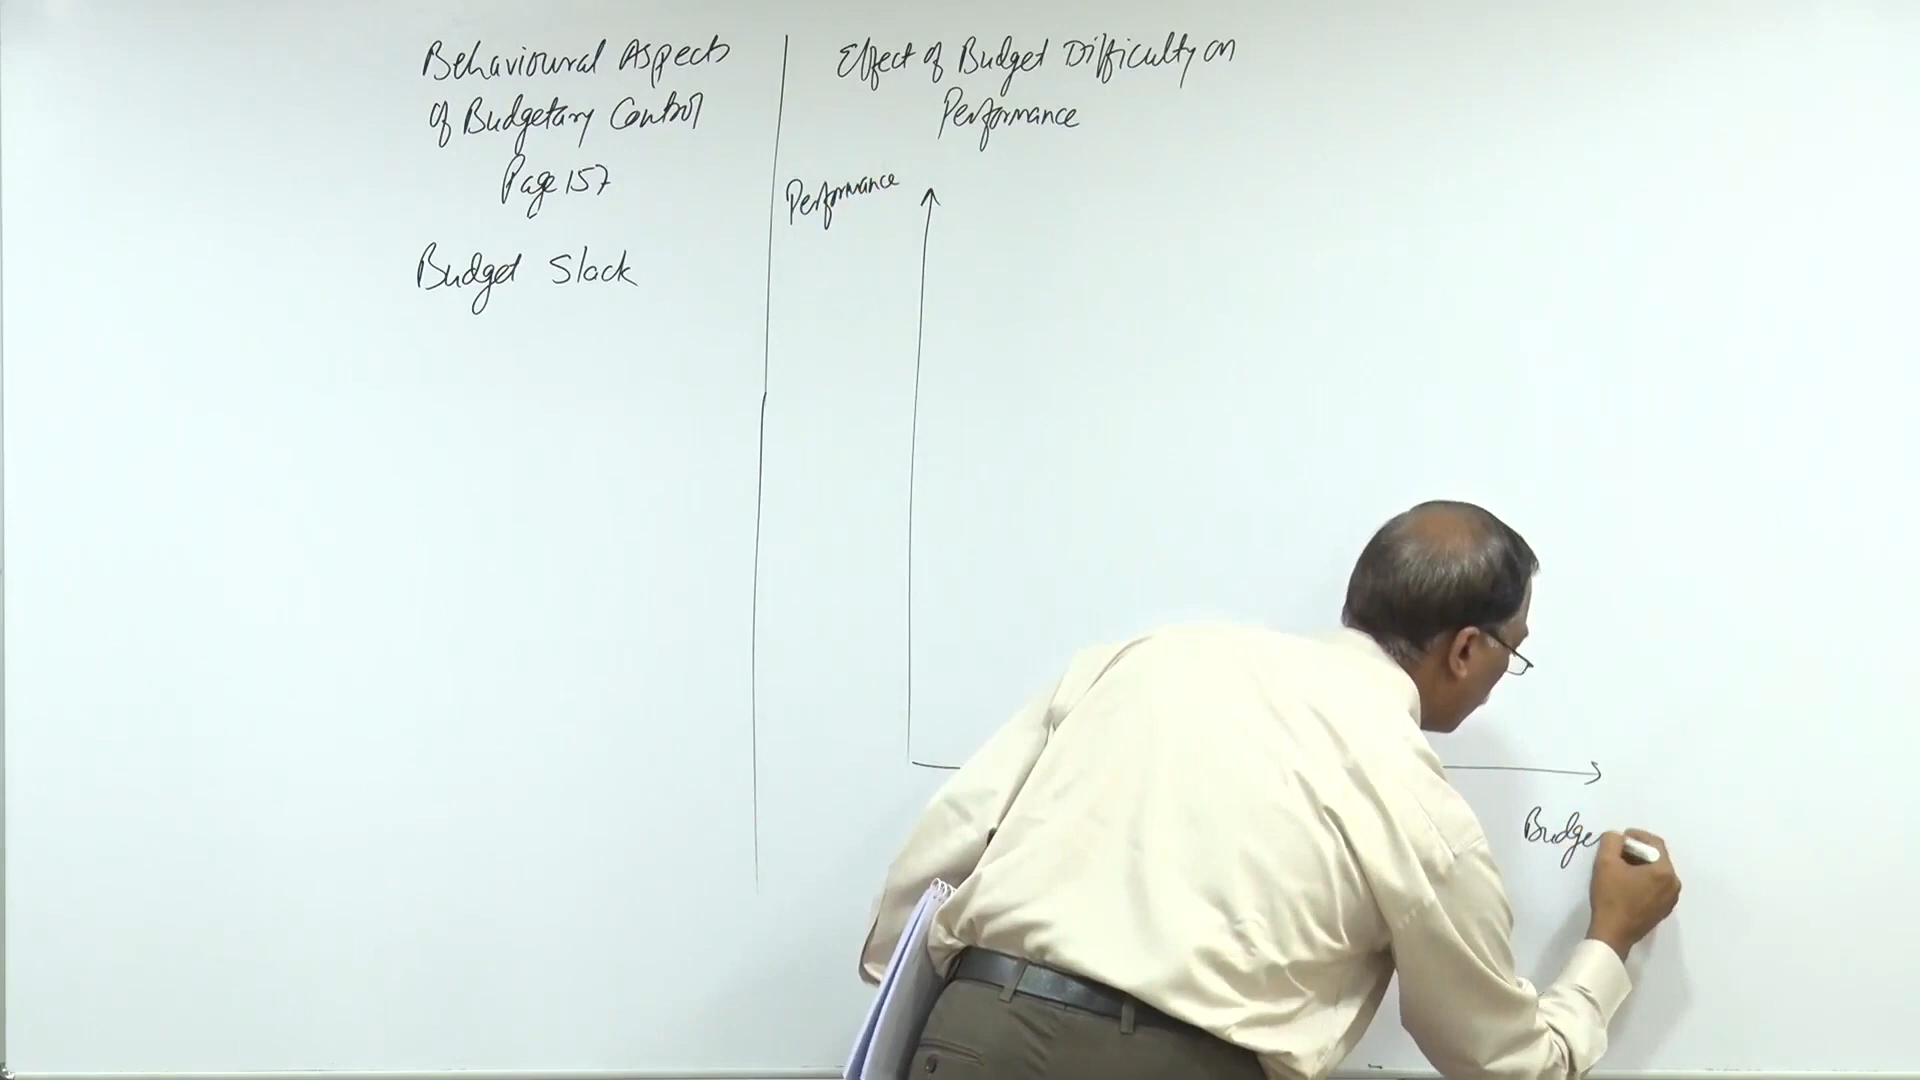 Behavioural Aspects
of Budgetary Control
Page 157
Budget Slack
Effect of Budget Difficulty on
Performance
Performance
Budge